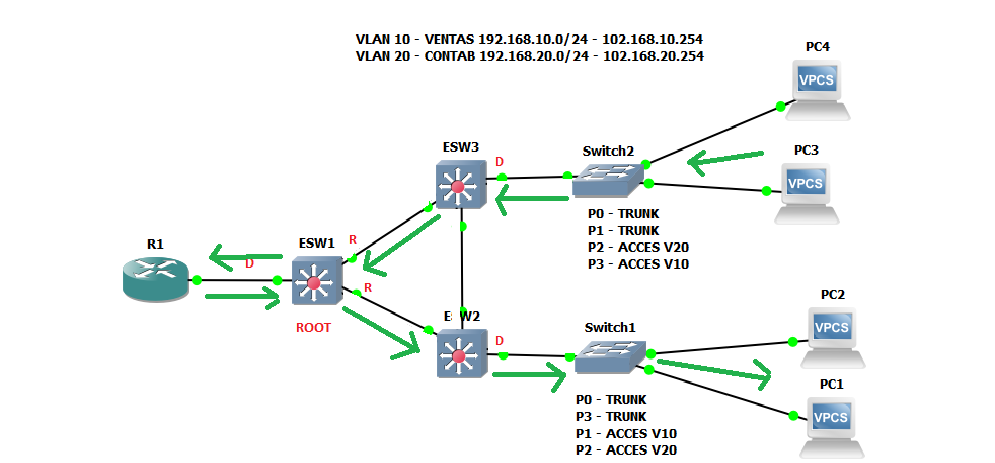 VLAN 10 - VENTAS 192.168.10.0/24 - 102.168.10.254
VLAN 20 - CONTAB 192.168.20.0/24 - 102.168.20.254
PC4
VPCS
ESW3
D
Switch2
PC3
VPCS
P0 - TRUNK
P1 - TRUNK
P2 - ACCES V20
P3 - ACCES V10
R1
D
ESW1
R
R
ROOT
E W2
D
Switch1
PC2
VPCS
PC1
VPCS
P0 - TRUNK
P3 - TRUNK
P1 - ACCES V10
P2 - ACCES V20